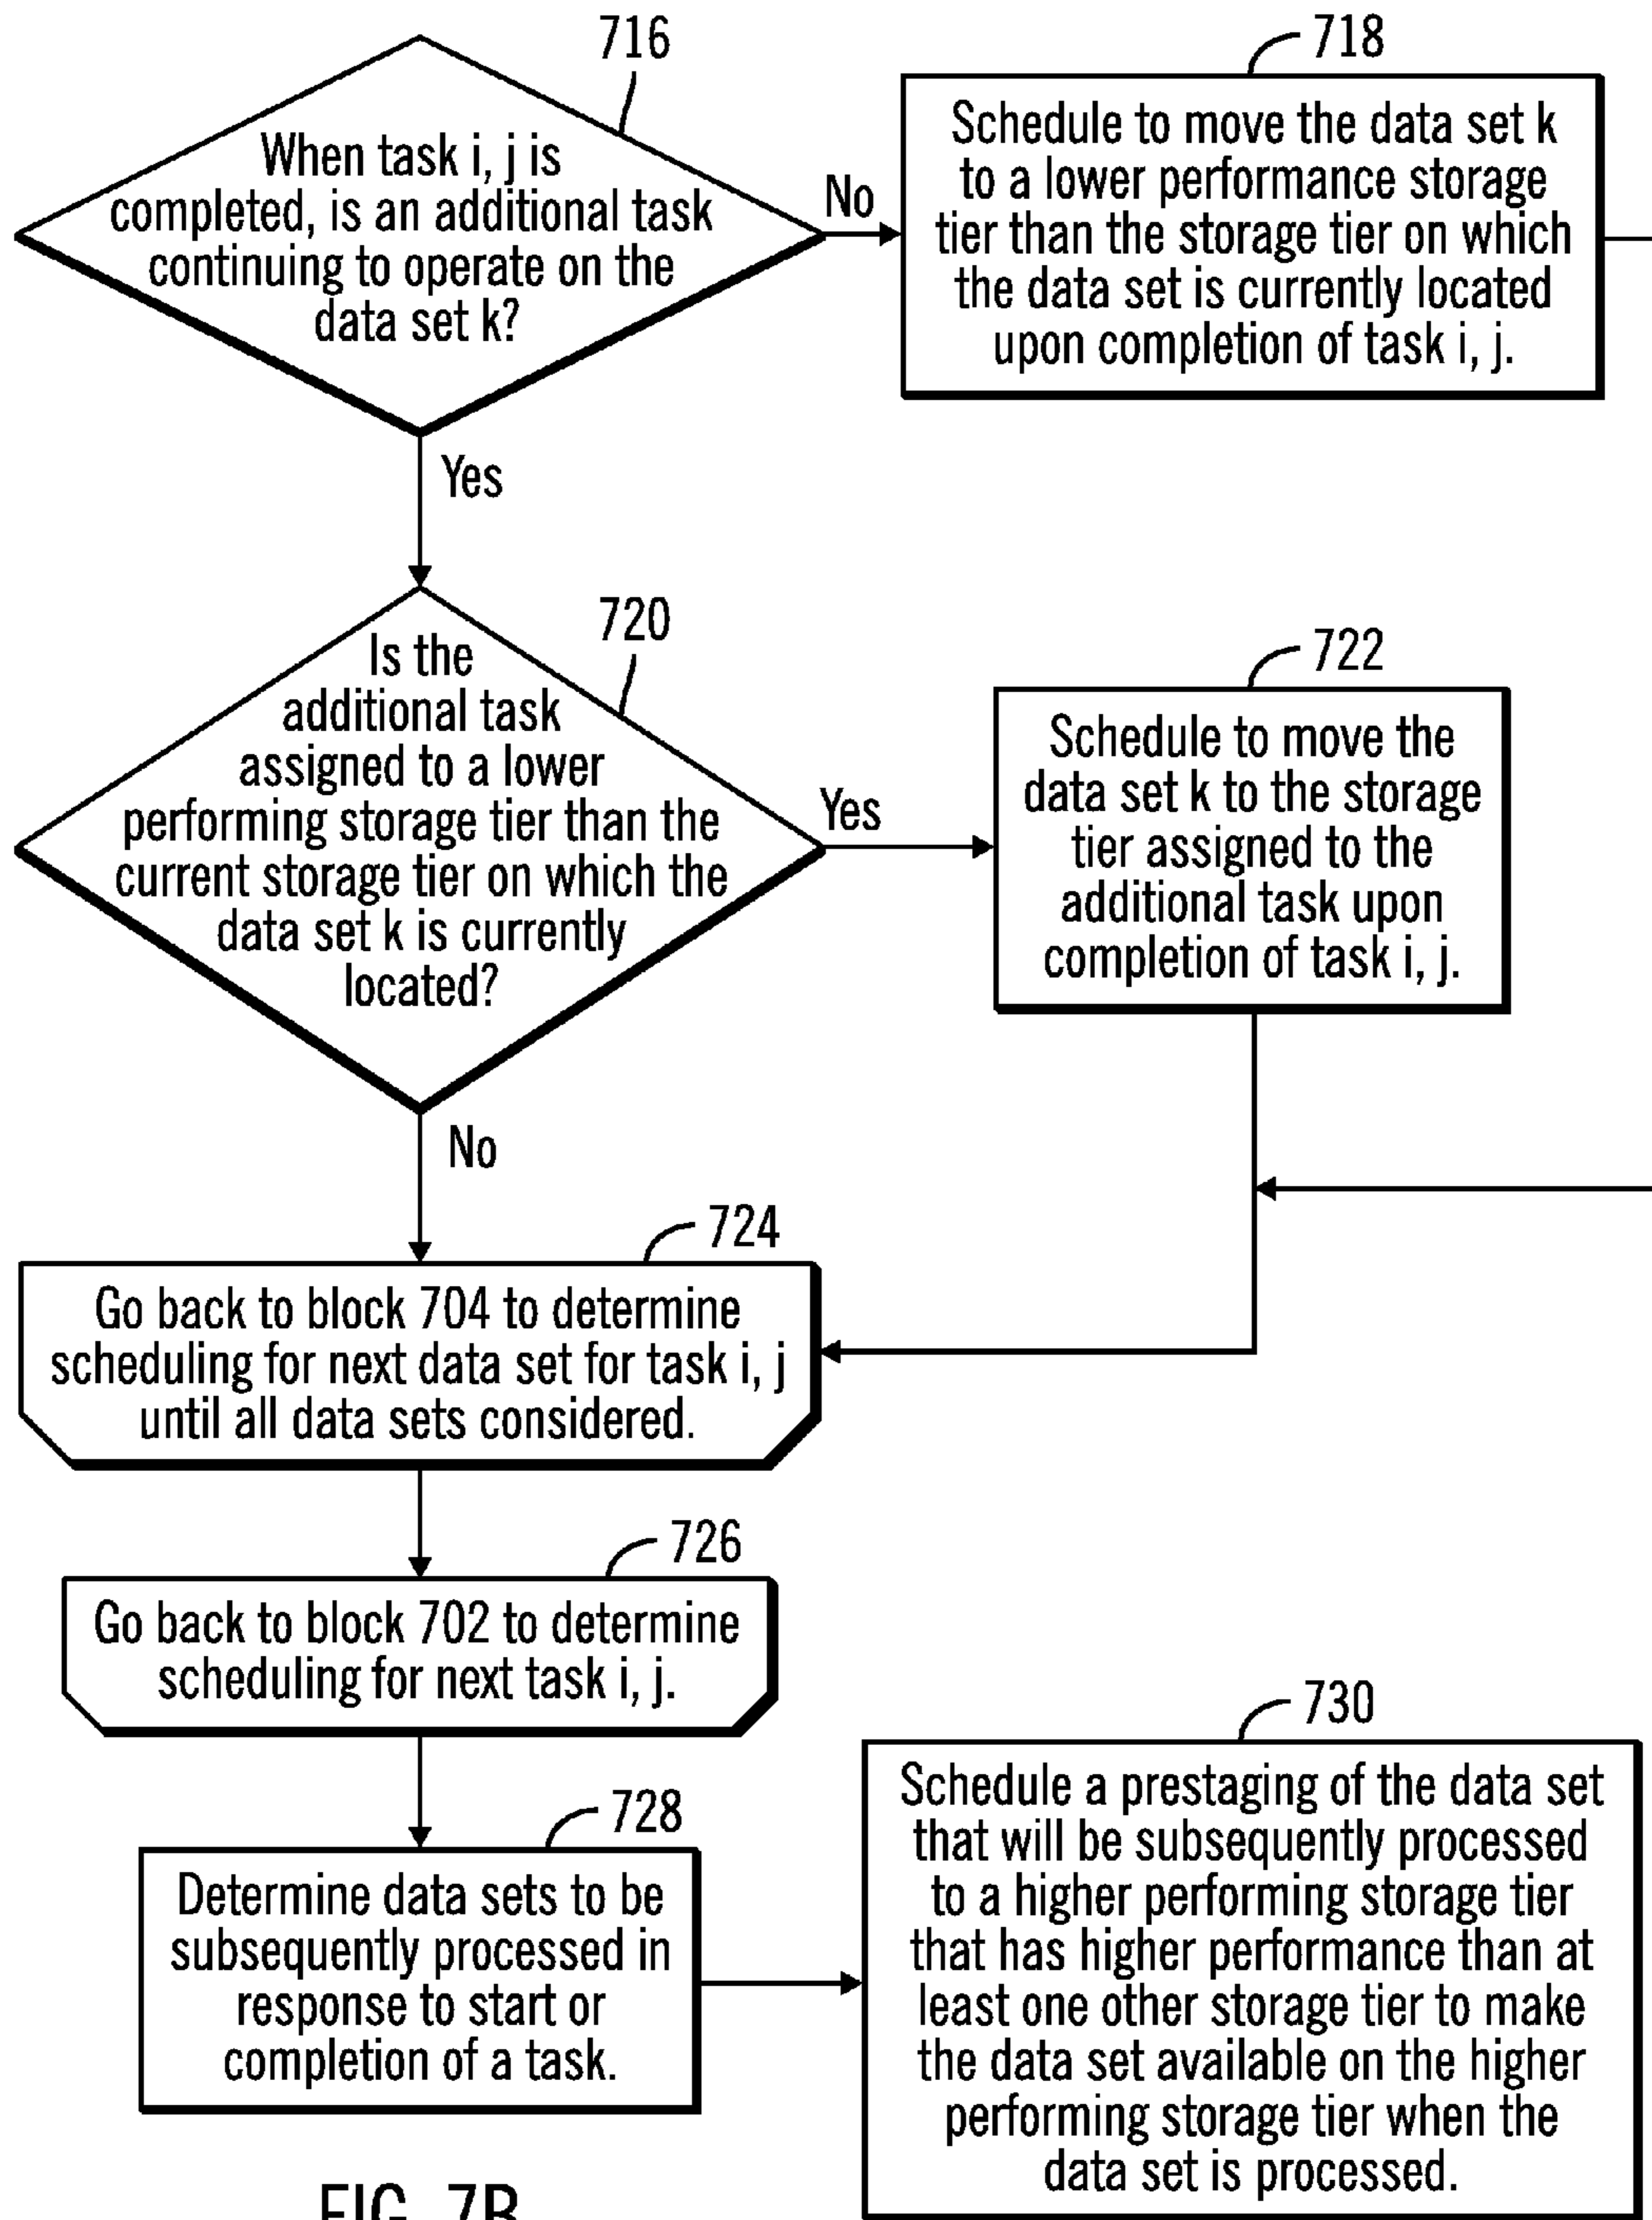 716
When task i, j is
completed, is an additional task
continuing to operate on the
data set k?
No
718
Schedule to move the data set k
to a lower performance storage
tier than the storage tier on which
the data set is currently located
upon completion of task i, j.
Yes
720
Is the
additional task
assigned to a lower
performing storage tier than the
current storage tier on which the
data set k is currently
located?
Yes
722
Schedule to move the
data set k to the storage
tier assigned to the
additional task upon
completion of task i, j.
No
724
Go back to block 704 to determine
scheduling for next data set for task i, j
until all data sets considered.
726
Go back to block 702 to determine
scheduling for next task i, j.
728
Determine data sets to be
subsequently processed in
response to start or
completion of a task.
730
Schedule a prestaging of the data set
that will be subsequently processed
to a higher performing storage tier
that has higher performance than at
least one other storage tier to make
the data set available on the higher
performing storage tier when the
data set is processed.
FIG. 7B